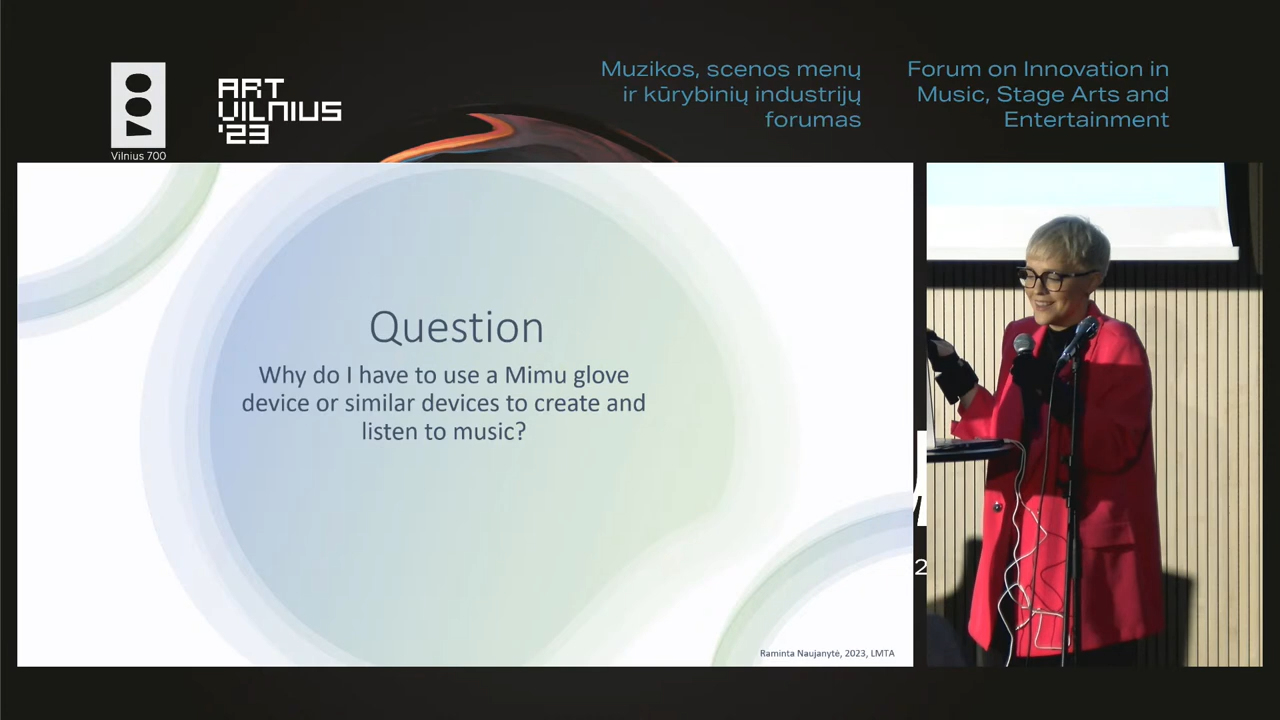 Vilnius 700
ART
VILNIUS
'23
Muzikos, scenos menų
ir kūrybinių industrijų
forumas
Forum on Innovation in
Music, Stage Arts and
Entertainment
Question
Why do I have to use a Mimu glove
device or similar devices to create and
listen to music?
Raminta Naujanytė, 2023, LMTA